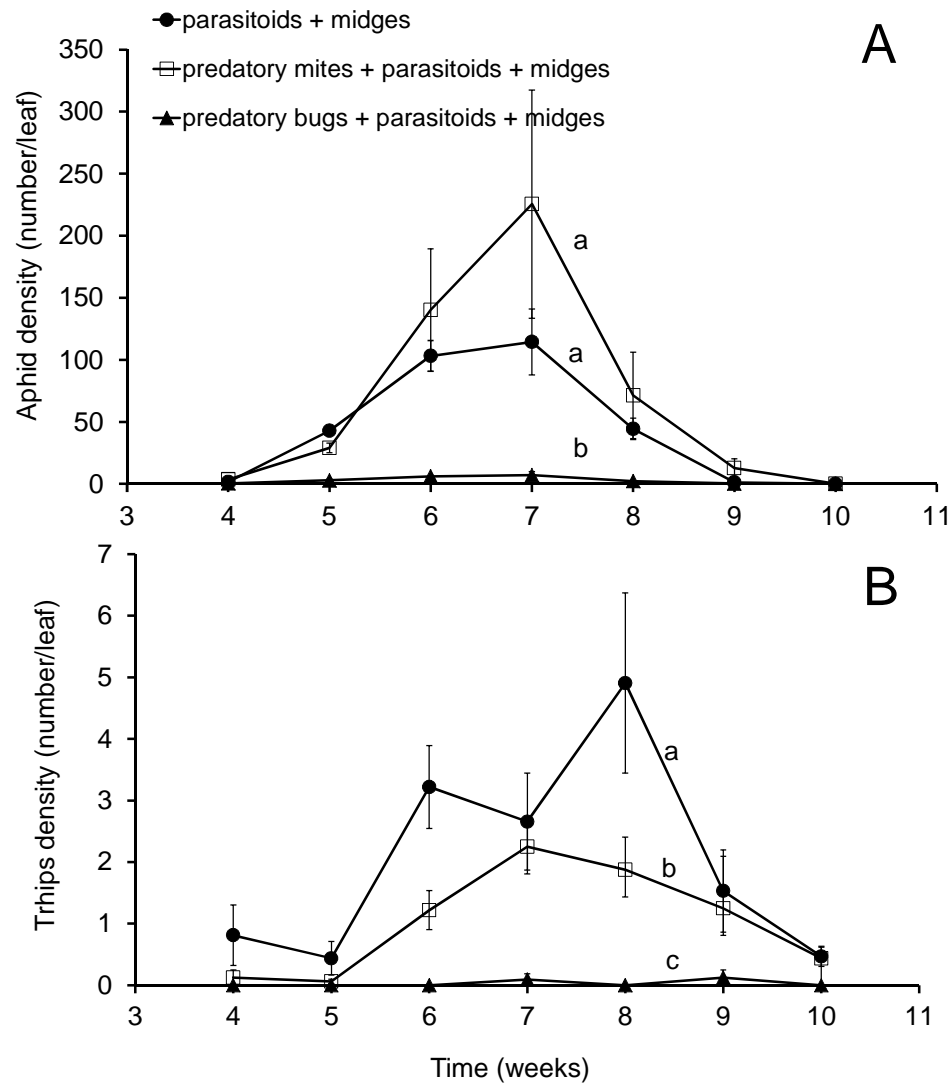 parasitoids + midges
A
350
predatory mites + parasitoids + midges
300
predatory bugs + parasitoids + midges
250
200
150
100
50
0
a
a
b
Aphid density (number/leaf)
3 4 5 6 7 8 9 10 11
B
7
6
5
4
3
2
1
0
a
b
c
Trhips density (number/leaf)
3 4 5 6 7 8 9 10 11
Time (weeks)